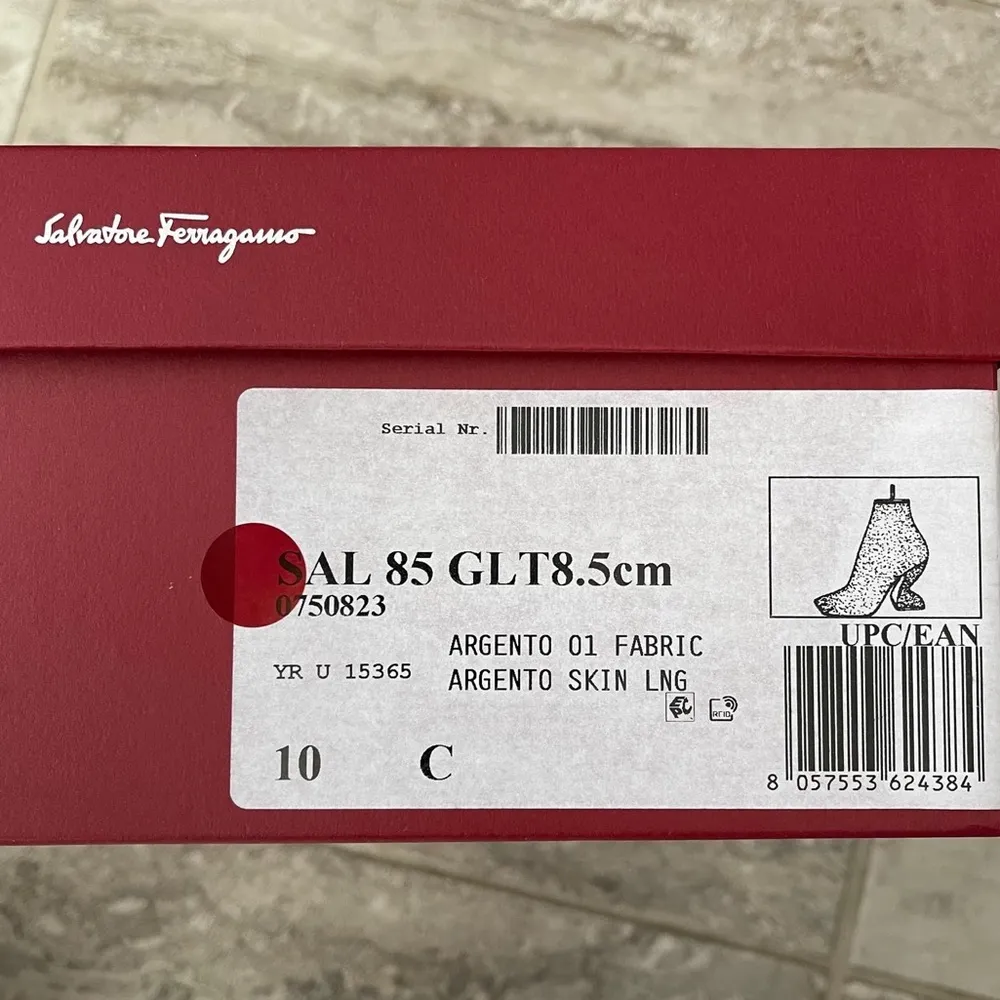 Salvatore Ferragamo
Serial Nr.
SAL 85 GLT8.5cm
0750823
ARGENTO 01 FABRIC
YR U 15365
ARGENTO SKIN LNG
EPC
RFID
10 C
UPC/EAN
8 057553 624384